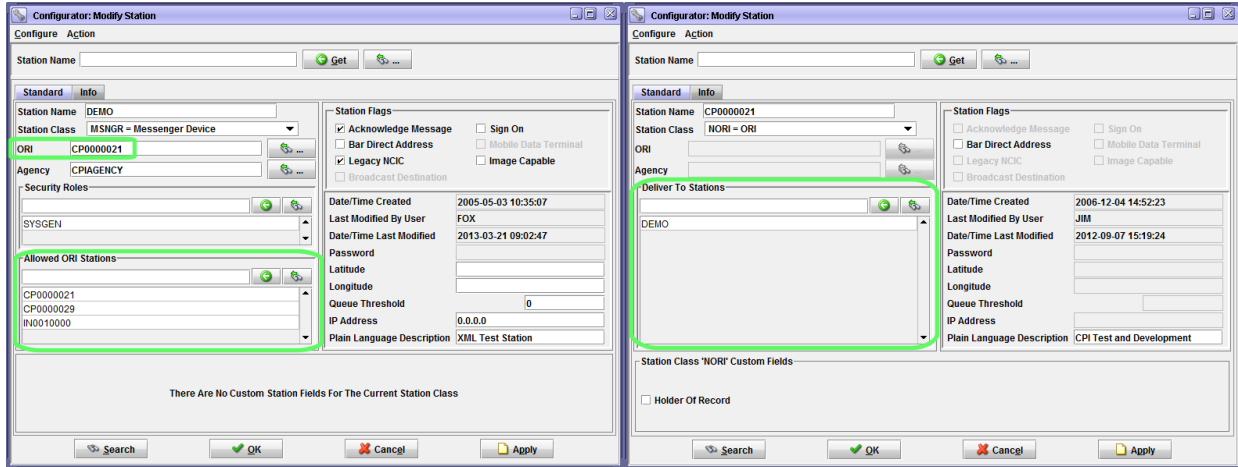 Configurator: Modify Station
Configure Action
Station Name
Get
...
Standard Info
Station Name DEMO
Station Class MSNGR = Messenger Device
ORI CP0000021 ...
Agency CPIAGENCY ...
Security Roles
SYSGEN
Allowed ORI Stations
CP0000021
CP0000029
IN0010000
Station Flags
Acknowledge Message Sign On
Bar Direct Address Mobile Data Terminal
Legacy NCIC Image Capable
Broadcast Destination
Date/Time Created 2005-05-03 10:35:07
Last Modified By User FOX
Date/Time Last Modified 2013-03-21 09:02:47
Password
Latitude
Longitude
Queue Threshold 0
IP Address 0.0.0.0
Plain Language Description XML Test Station
There Are No Custom Station Fields For The Current Station Class
Search OK Cancel Apply
Configurator: Modify Station
Configure Action
Station Name
Get
...
Standard Info
Station Name CP0000021
Station Class NORI = ORI
ORI
Agency
Deliver To Stations
DEMO
Station Flags
Acknowledge Message Sign On
Bar Direct Address Mobile Data Terminal
Legacy NCIC Image Capable
Broadcast Destination
Date/Time Created 2006-12-04 14:52:23
Last Modified By User JIM
Date/Time Last Modified 2012-09-07 15:19:24
Password
Latitude
Longitude
Queue Threshold
IP Address
Plain Language Description CPI Test and Development
Station Class 'NORI' Custom Fields
Holder Of Record
Search OK Cancel Apply